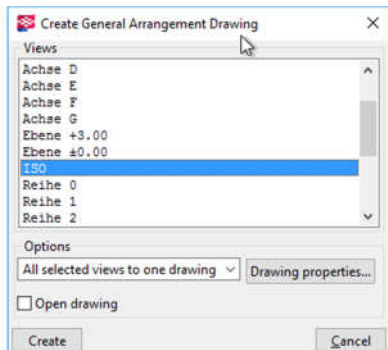 Create General Arrangement Drawing
Views
Achse D
Achse E
Achse F
Achse G
Ebene +3.00
Ebene ±0.00
ISO
Reihe 0
Reihe 1
Reihe 2
Options
All selected views to one drawing
Drawing properties...
Open drawing
Create
Cancel